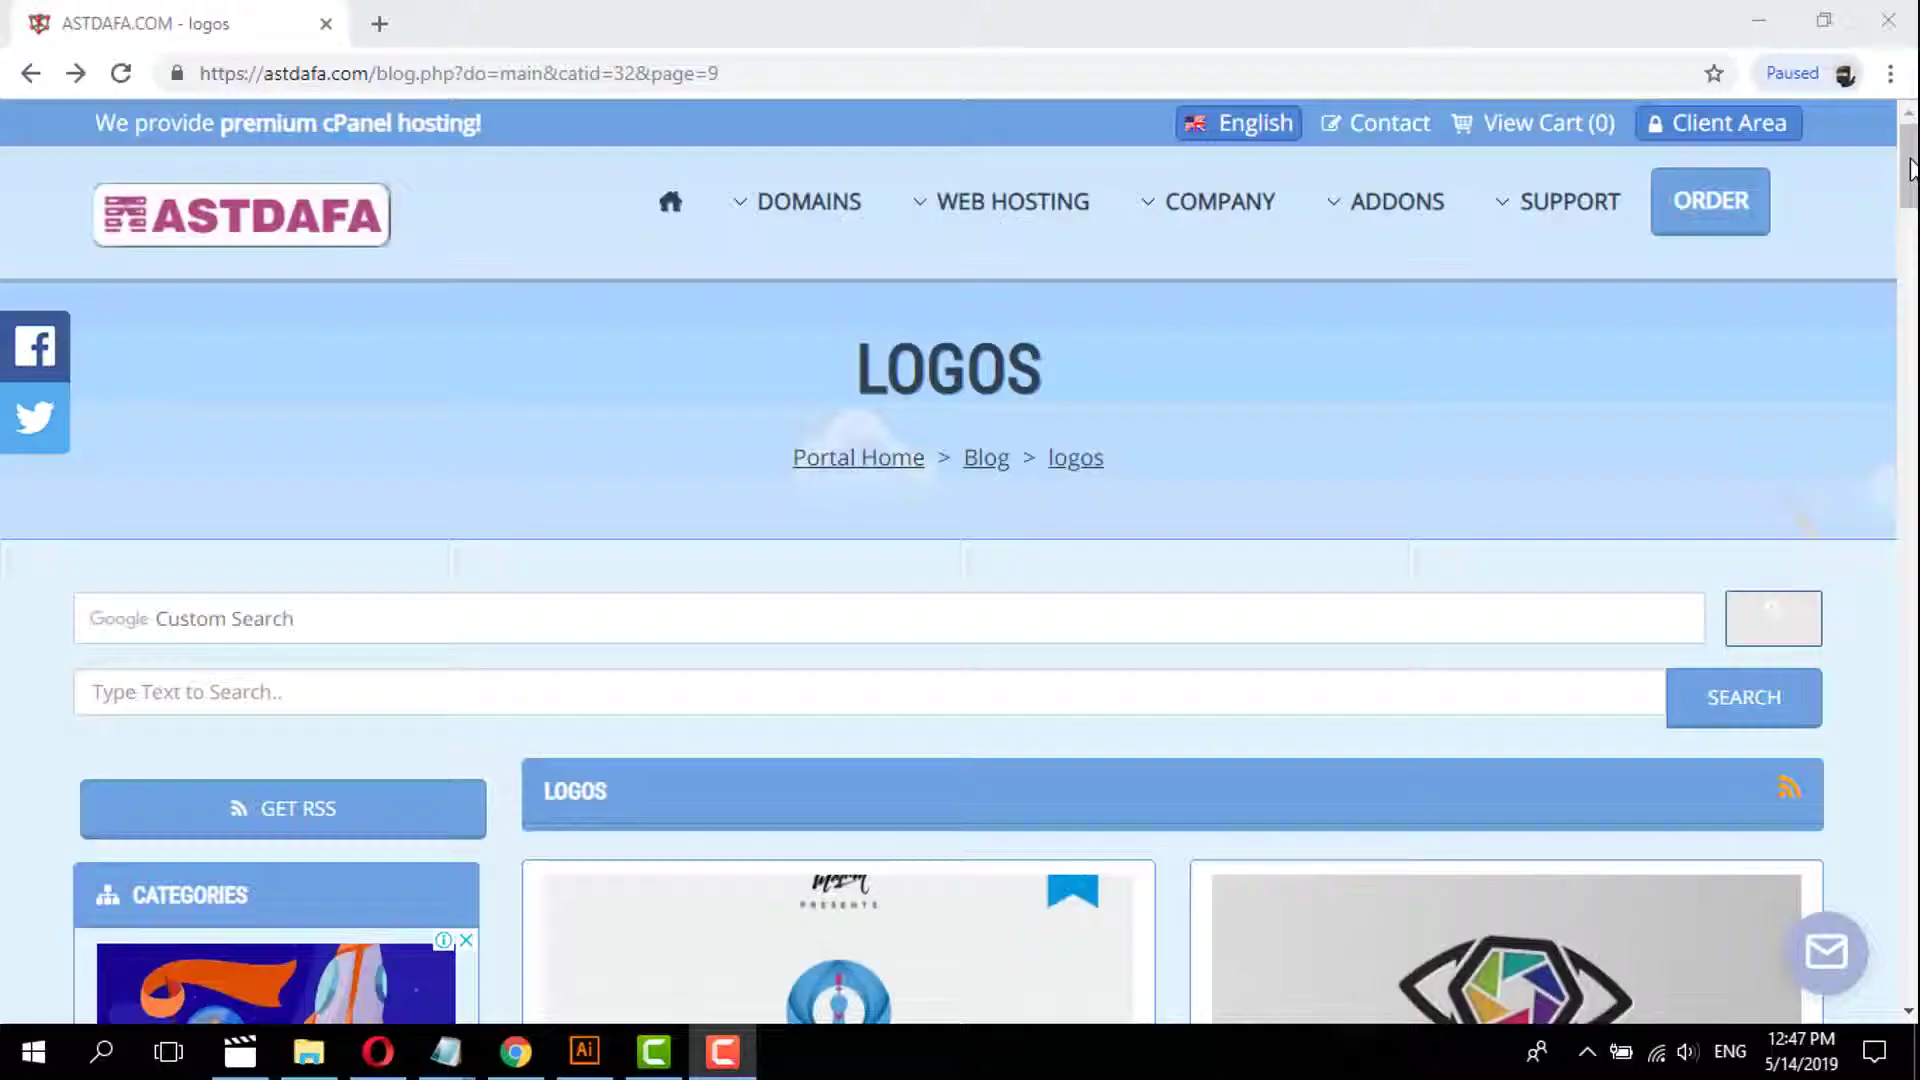 ASTDAFA.COM - logos
https://astdafa.com/blog.php?do=main&catid=32&page=9
Paused
We provide premium cPanel hosting!
English
Contact
View Cart (0)
Client Area
ASTDAFA
DOMAINS
WEB HOSTING
COMPANY
ADDONS
SUPPORT
ORDER
LOGOS
Portal Home > Blog > logos
Google Custom Search
Type Text to Search..
SEARCH
GET RSS
LOGOS
CATEGORIES
PRESENTS
Ai
ENG
12:47 PM
5/14/2019